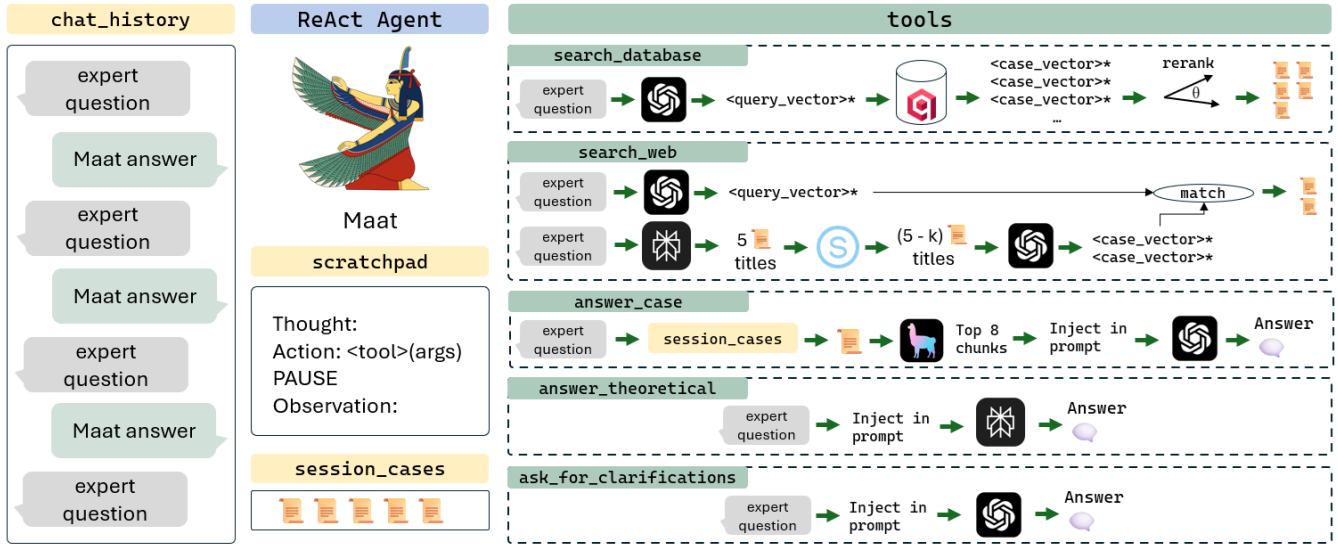 chat_history
expert
question
Maat answer
expert
question
Maat answer
expert
question
Maat answer
expert
question
ReAct Agent
Maat
scratchpad
Thought:
Action: <tool>(args)
PAUSE
Observation:
session_cases
tools
search_database
expert
question
<query_vector>*
<case_vector>*
<case_vector>*
<case_vector>*
…
rerank
θ
search_web
expert
question
<query_vector>*
match
expert
question
5
titles
S
(5 - k)
titles
<case_vector>*
<case_vector>*
answer_case
expert
question
session_cases
Top 8
chunks
Inject in
prompt
Answer
answer_theoretical
expert
question
Inject in
prompt
Answer
ask_for_clarifications
expert
question
Inject in
prompt
Answer